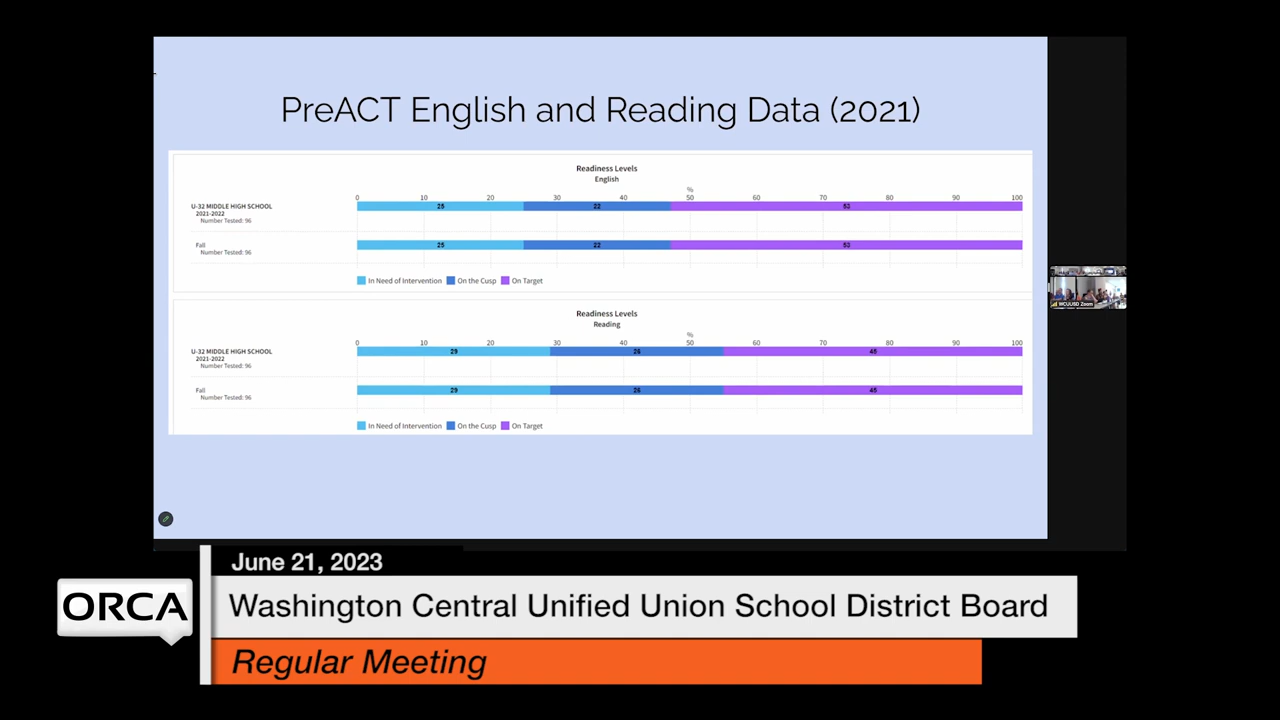 PreACT English and Reading Data (2021)
Readiness Levels
English
%
0 10 20 30 40 50 60 70 80 90 100
U-32 MIDDLE HIGH SCHOOL 25 22 53
2021-2022
Number Tested: 96
Fall 25 22 53
Number Tested: 96
In Need of Intervention On the Cusp On Target
Readiness Levels
Reading
%
0 10 20 30 40 50 60 70 80 90 100
U-32 MIDDLE HIGH SCHOOL 29 26 45
2021-2022
Number Tested: 96
Fall 29 26 45
Number Tested: 96
In Need of Intervention On the Cusp On Target
WCUUSD Zoom
June 21, 2023
ORCA
Washington Central Unified Union School District Board
Regular Meeting